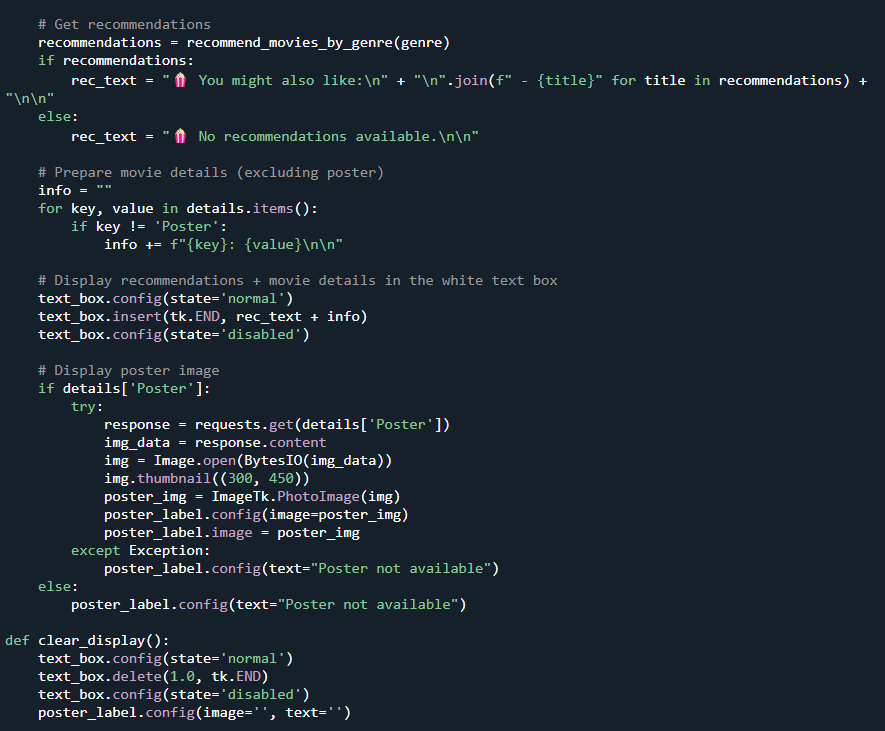 # Get recommendations
    recommendations = recommend_movies_by_genre(genre)
    if recommendations:
        rec_text = "🍿 You might also like:\n" + "\n".join(f" - {title}" for title in recommendations) +
"\n\n"
    else:
        rec_text = "🍿 No recommendations available.\n\n"

    # Prepare movie details (excluding poster)
    info = ""
    for key, value in details.items():
        if key != 'Poster':
            info += f"{key}: {value}\n\n"

    # Display recommendations + movie details in the white text box
    text_box.config(state='normal')
    text_box.insert(tk.END, rec_text + info)
    text_box.config(state='disabled')

    # Display poster image
    if details['Poster']:
        try:
            response = requests.get(details['Poster'])
            img_data = response.content
            img = Image.open(BytesIO(img_data))
            img.thumbnail((300, 450))
            poster_img = ImageTk.PhotoImage(img)
            poster_label.config(image=poster_img)
            poster_label.image = poster_img
        except Exception:
            poster_label.config(text="Poster not available")
    else:
        poster_label.config(text="Poster not available")

def clear_display():
    text_box.config(state='normal')
    text_box.delete(1.0, tk.END)
    text_box.config(state='disabled')
    poster_label.config(image='', text='')